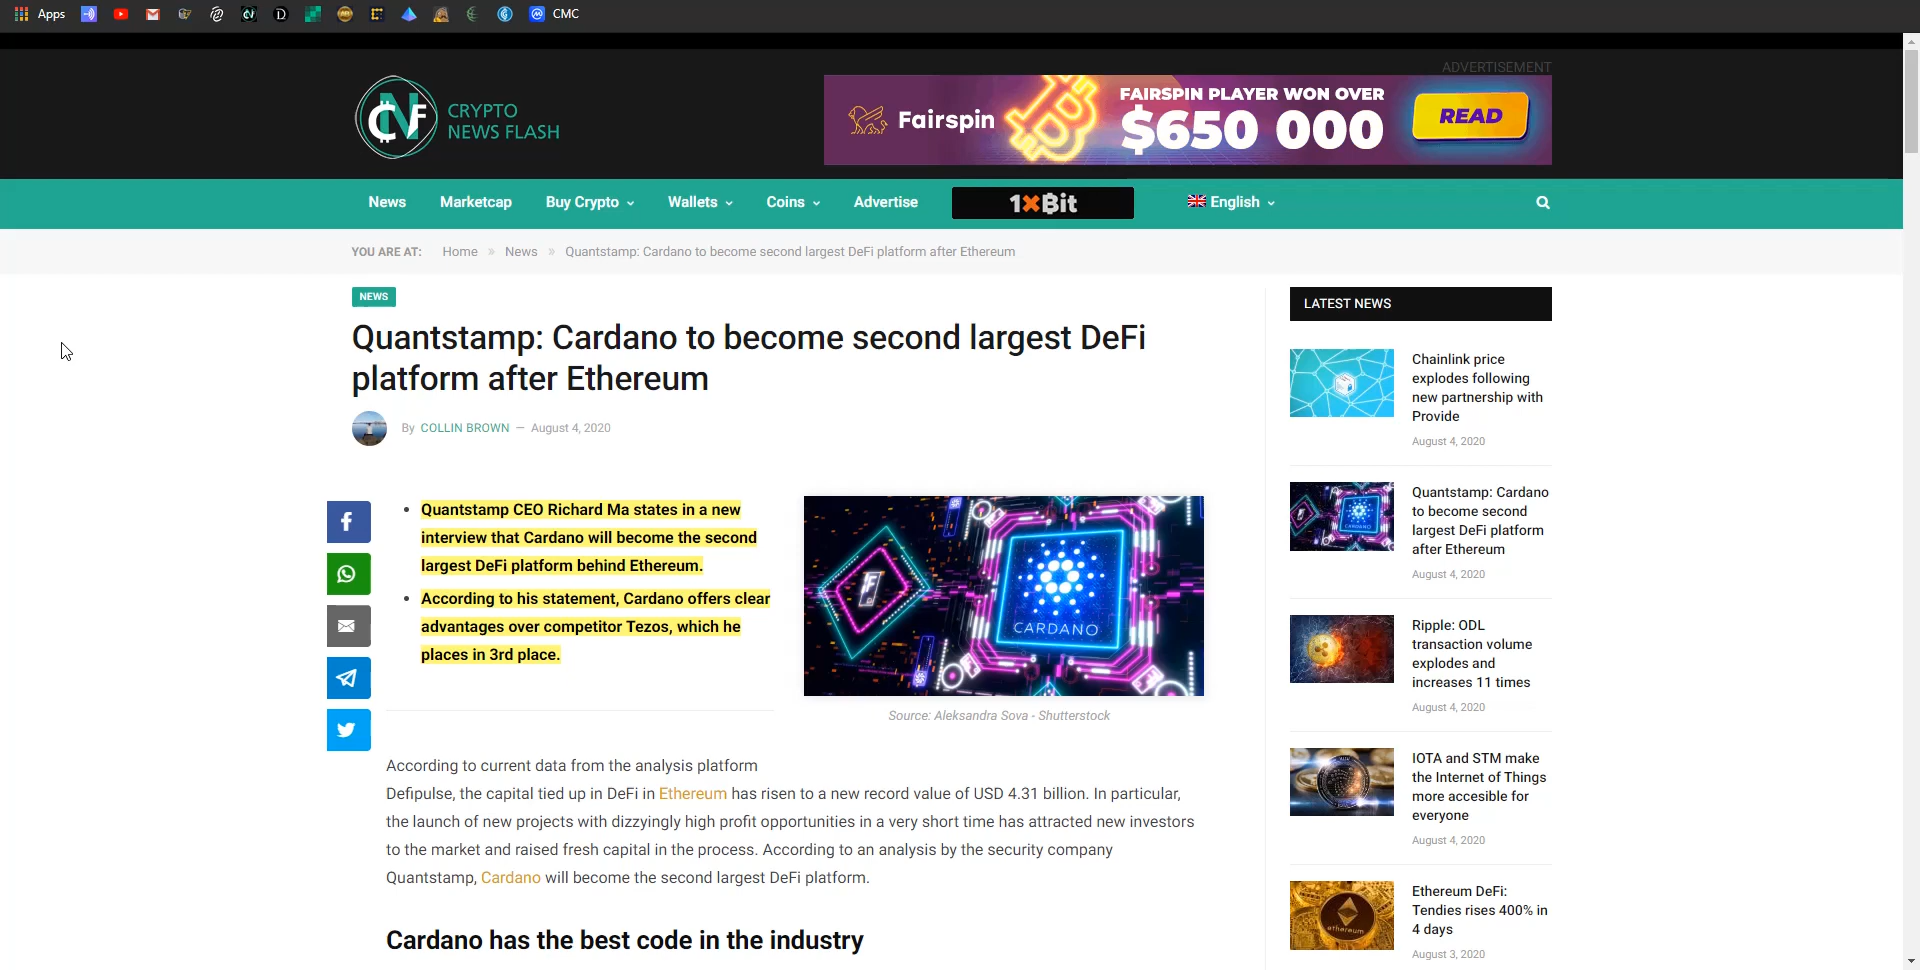 Apps
CMC
ADVERTISEMENT
CNF
CRYPTO
NEWS FLASH
Fairspin
FAIRSPIN PLAYER WON OVER
$650 000
READ
News
Marketcap
Buy Crypto
Wallets
Coins
Advertise
1XBit
English
YOU ARE AT:
Home » News » Quantstamp: Cardano to become second largest DeFi platform after Ethereum
NEWS
Quantstamp: Cardano to become second largest DeFi
platform after Ethereum
By COLLIN BROWN — August 4, 2020
• Quantstamp CEO Richard Ma states in a new
interview that Cardano will become the second
largest DeFi platform behind Ethereum.
• According to his statement, Cardano offers clear
advantages over competitor Tezos, which he
places in 3rd place.
CARDANO
Source: Aleksandra Sova - Shutterstock
According to current data from the analysis platform
Defipulse, the capital tied up in DeFi in Ethereum has risen to a new record value of USD 4.31 billion. In particular,
the launch of new projects with dizzyingly high profit opportunities in a very short time has attracted new investors
to the market and raised fresh capital in the process. According to an analysis by the security company
Quantstamp, Cardano will become the second largest DeFi platform.
Cardano has the best code in the industry
LATEST NEWS
Chainlink price
explodes following
new partnership with
Provide
August 4, 2020
CARDANO
Quantstamp: Cardano
to become second
largest DeFi platform
after Ethereum
August 4, 2020
Ripple: ODL
transaction volume
explodes and
increases 11 times
August 4, 2020
IOTA and STM make
the Internet of Things
more accesible for
everyone
August 4, 2020
ethereum
Ethereum DeFi:
Tendies rises 400% in
4 days
August 3, 2020